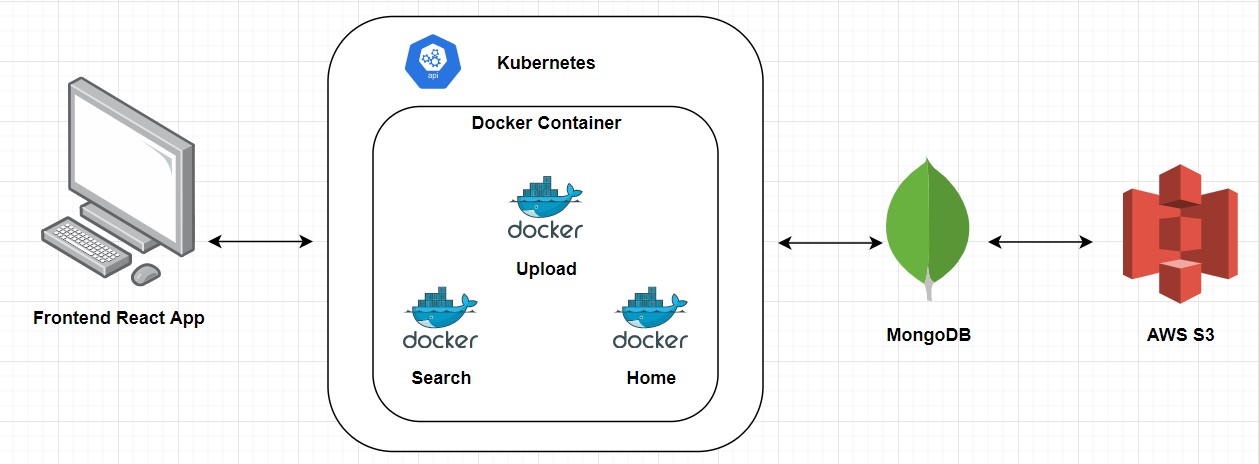 api
Kubernetes
Docker Container
docker
Upload
docker
docker
Search
Home
Frontend React App
MongoDB
AWS S3